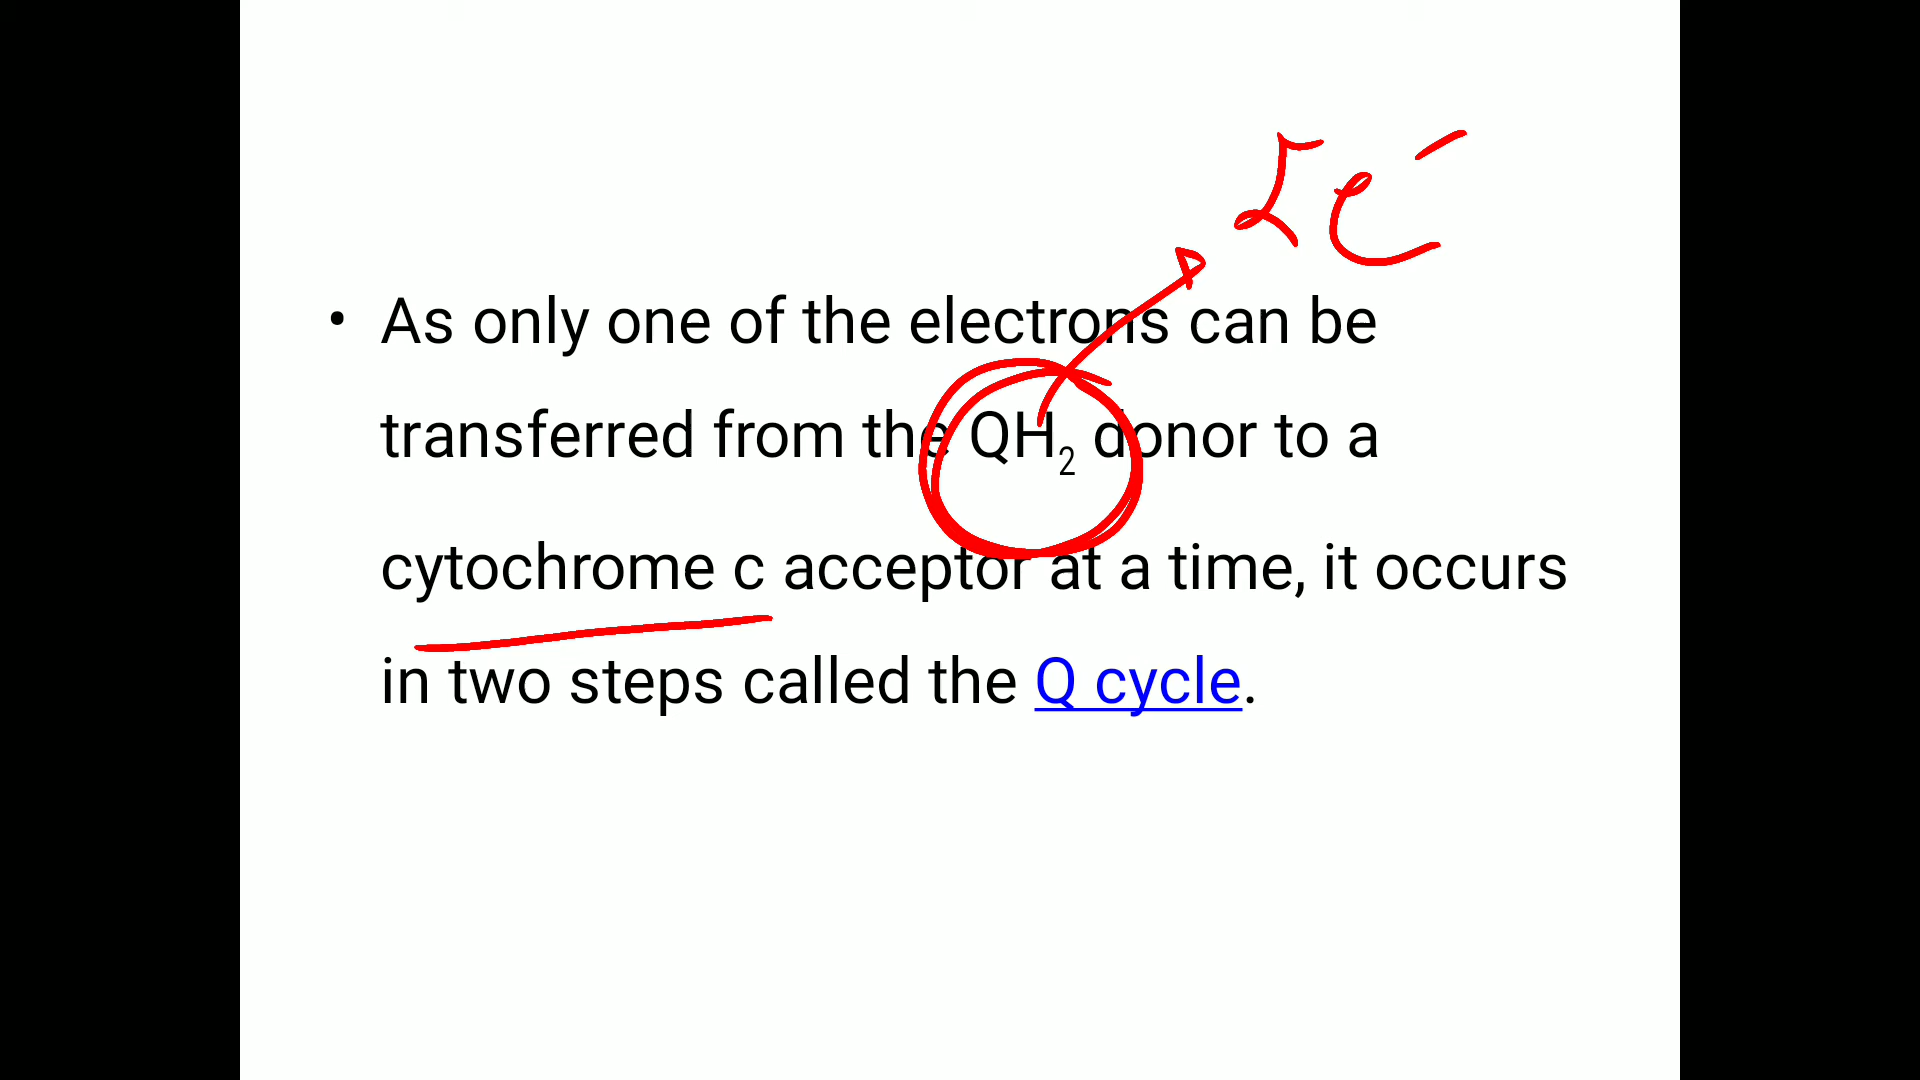 2e⁻
• As only one of the electrons can be
transferred from the QH₂ donor to a
cytochrome c acceptor at a time, it occurs
in two steps called the Q cycle.